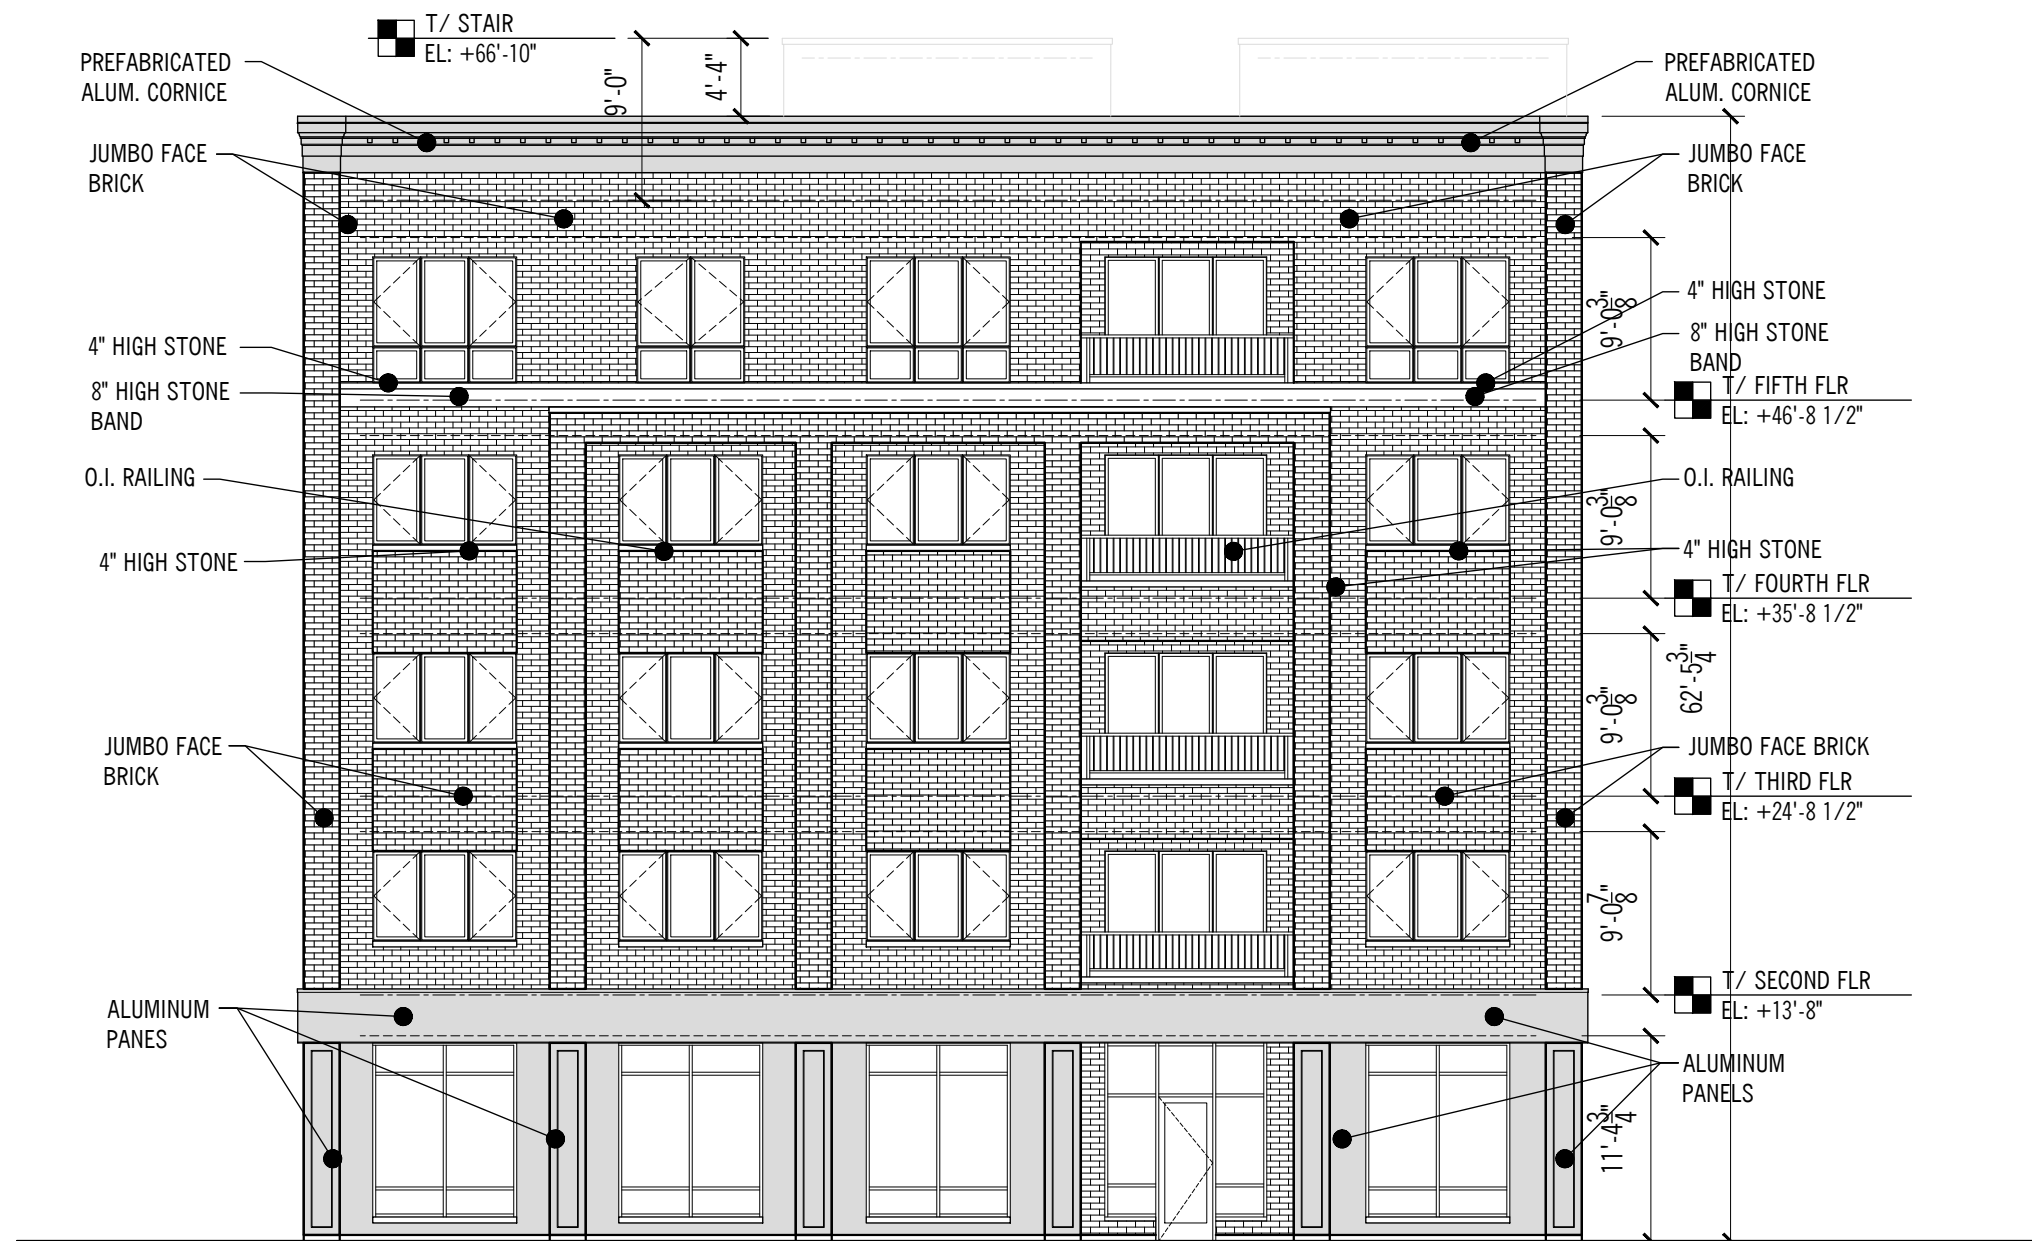 T/ STAIR
EL: +66'-10"
9'-0"
4'-4"
PREFABRICATED
ALUM. CORNICE
PREFABRICATED
ALUM. CORNICE
JUMBO FACE
BRICK
JUMBO FACE
BRICK
4" HIGH STONE
9'-0 3/8"
8" HIGH STONE
BAND
4" HIGH STONE
8" HIGH STONE
BAND
T/ FIFTH FLR
EL: +46'-8 1/2"
O.I. RAILING
O.I. RAILING
9'-0 3/8"
4" HIGH STONE
4" HIGH STONE
T/ FOURTH FLR
EL: +35'-8 1/2"
62'-5 3/4
9'-0 3/8"
JUMBO FACE
BRICK
JUMBO FACE BRICK
T/ THIRD FLR
EL: +24'-8 1/2"
9'-0 7/8"
T/ SECOND FLR
EL: +13'-8"
ALUMINUM
PANES
ALUMINUM
PANELS
11'-4 3/4"